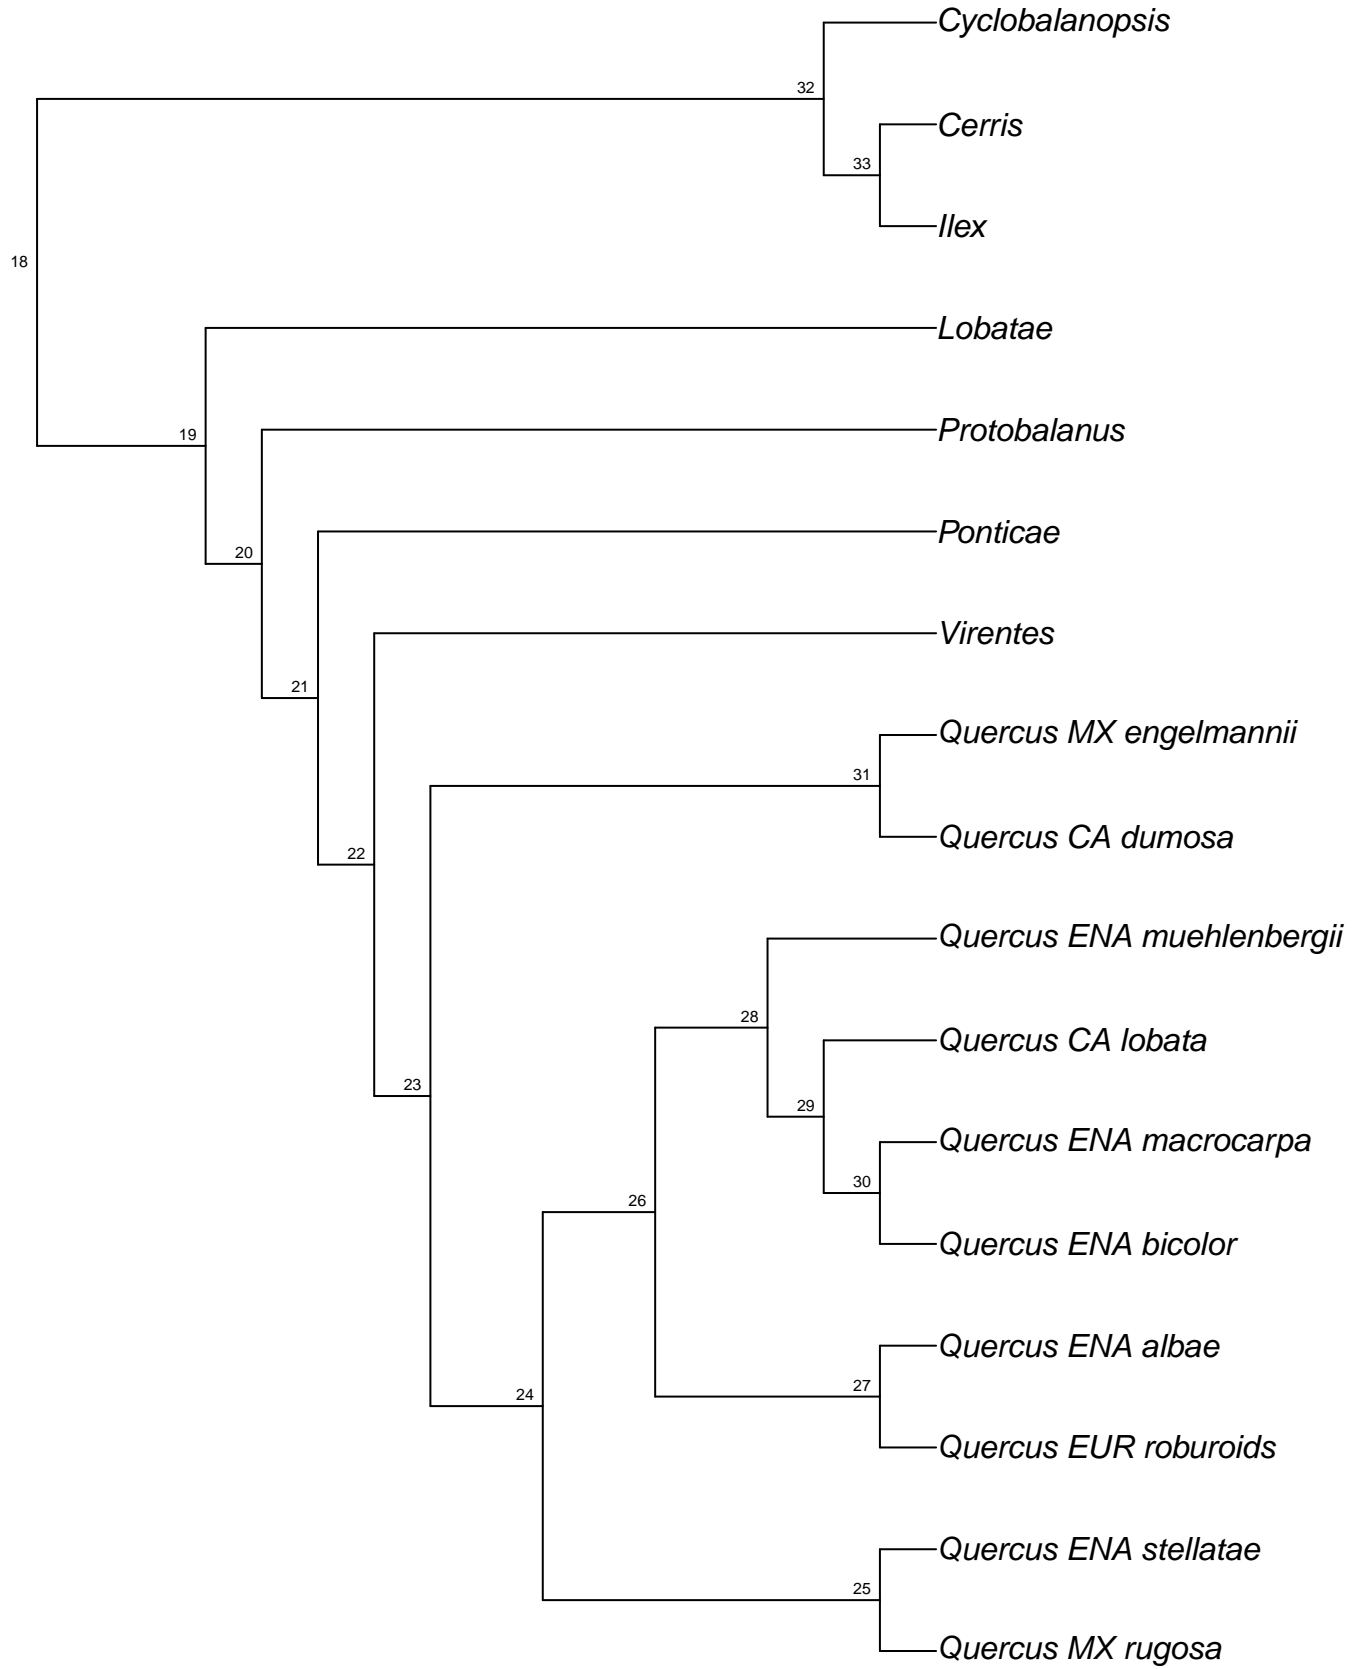 Cyclobalanopsis
32
Cerris
33
Ilex
18
Lobatae
19
Protobalanus
Ponticae
20
Virentes
21
Quercus MX engelmannii
31
Quercus CA dumosa
22
Quercus ENA muehlenbergii
28
Quercus CA lobata
23
29
Quercus ENA macrocarpa
30
26
Quercus ENA bicolor
Quercus ENA albae
27
24
Quercus EUR roburoids
Quercus ENA stellatae
25
Quercus MX rugosa